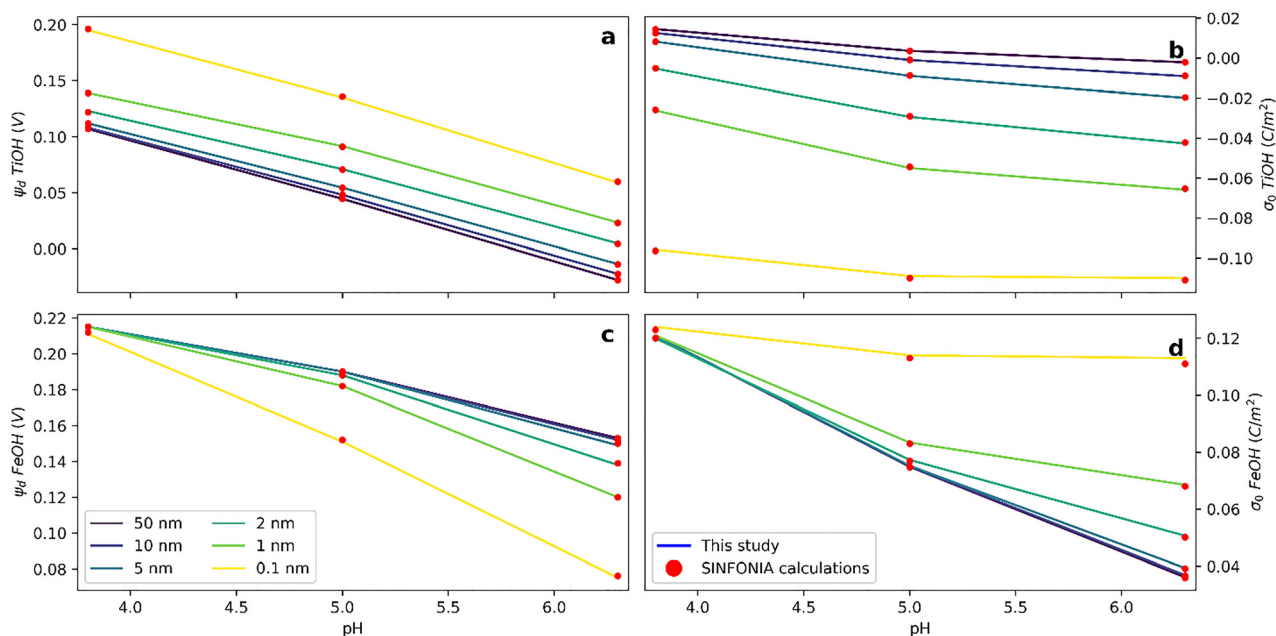 a
0.20
0.15
0.10
0.05
0.00
ψd TiOH (V)
b
0.02
0.00
−0.02
−0.04
−0.06
−0.08
−0.10
σ0 TiOH (C/m²)
c
0.22
0.20
0.18
0.16
0.14
0.12
0.10
0.08
ψd FeOH (V)
50 nm 2 nm
10 nm 1 nm
5 nm 0.1 nm
4.0 4.5 5.0 5.5 6.0
pH
d
0.12
0.10
0.08
0.06
0.04
σ0 FeOH (C/m²)
This study
SINFONIA calculations
4.0 4.5 5.0 5.5 6.0
pH